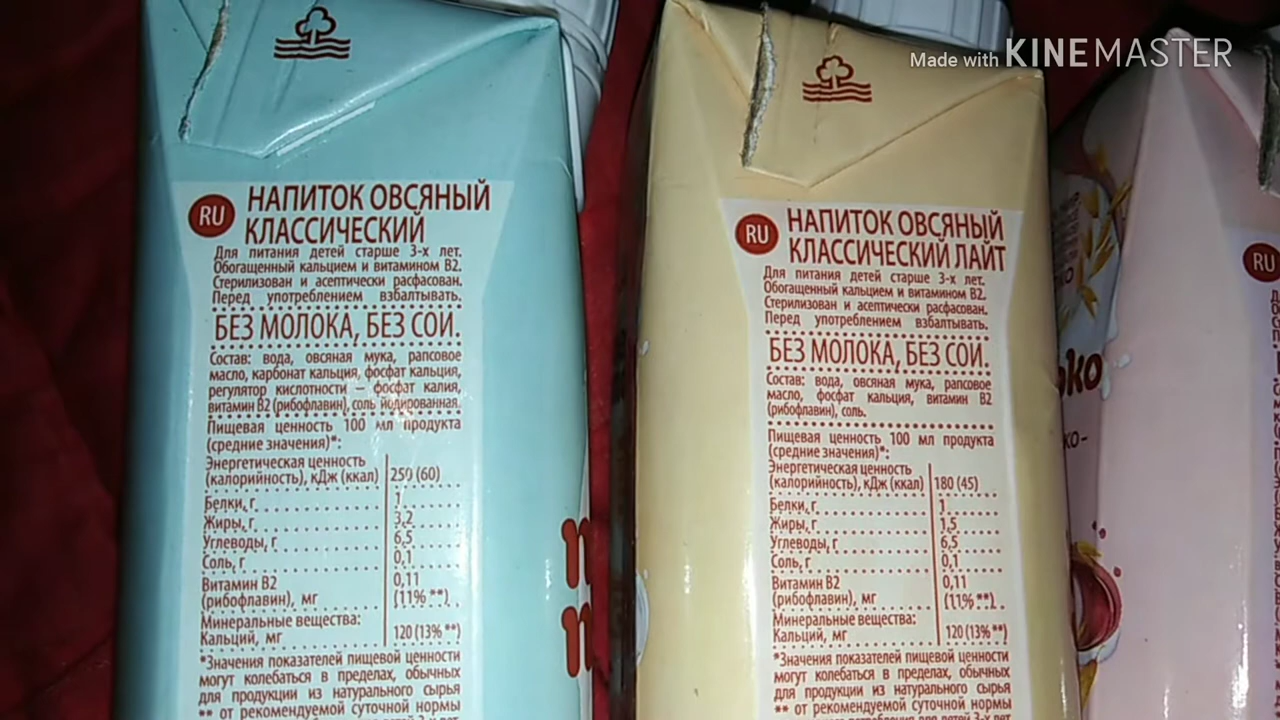 Made with KINEMASTER
RU
НАПИТОК ОВСЯНЫЙ
КЛАССИЧЕСКИЙ
Для питания детей старше 3-х лет.
Обогащенный кальцием и витамином B2.
Стерилизован и асептически расфасован.
Перед употреблением взбалтывать.
БЕЗ МОЛОКА, БЕЗ СОИ.
Состав: вода, овсяная мука, рапсовое
масло, карбонат кальция, фосфат кальция,
регулятор кислотности – фосфат калия,
витамин B2 (рибофлавин), соль йодированная.
Пищевая ценность 100 мл продукта
(средние значения)*:
Энергетическая ценность
(калорийность), кДж (ккал) 250 (60)
Белки, г 1
Жиры, г 3,2
Углеводы, г 6,5
Соль, г 0,1
Витамин B2 0,11
(рибофлавин), мг (11% **)
Минеральные вещества:
Кальций, мг 120 (13% **)
*Значения показателей пищевой ценности
могут колебаться в пределах, обычных
для продукции из натурального сырья
** от рекомендуемой суточной нормы
RU
НАПИТОК ОВСЯНЫЙ
КЛАССИЧЕСКИЙ ЛАЙТ
Для питания детей старше 3-х лет.
Обогащенный кальцием и витамином B2.
Стерилизован и асептически расфасован.
Перед употреблением взбалтывать.
БЕЗ МОЛОКА, БЕЗ СОИ.
Состав: вода, овсяная мука, рапсовое
масло, фосфат кальция, витамин B2
(рибофлавин), соль.
Пищевая ценность 100 мл продукта
(средние значения)*:
Энергетическая ценность
(калорийность), кДж (ккал) 180 (45)
Белки, г 1
Жиры, г 1,5
Углеводы, г 6,5
Соль, г 0,1
Витамин B2 0,11
(рибофлавин), мг (11% **)
Минеральные вещества:
Кальций, мг 120 (13% **)
*Значения показателей пищевой ценности
могут колебаться в пределах, обычных
для продукции из натурального сырья
** от рекомендуемой суточной нормы
RU